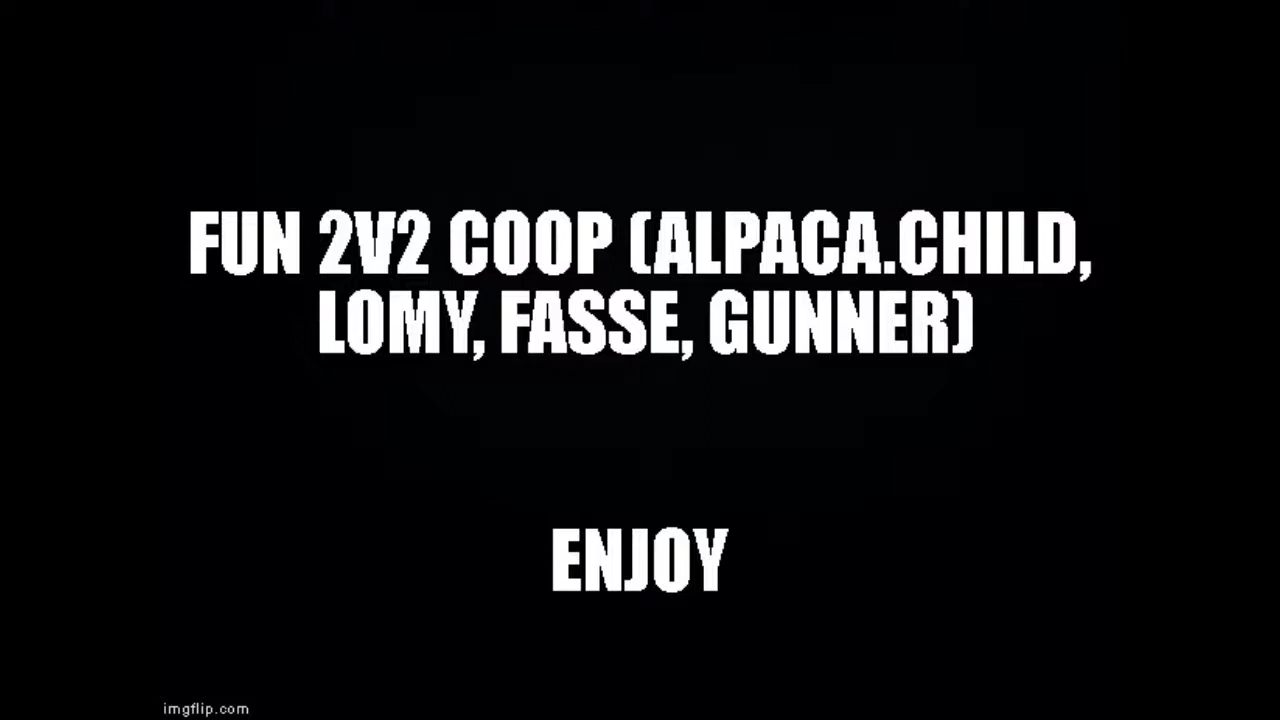 FUN 2V2 COOP (ALPACA.CHILD,
LOMY, FASSE, GUNNER)
ENJOY
imgflip.com